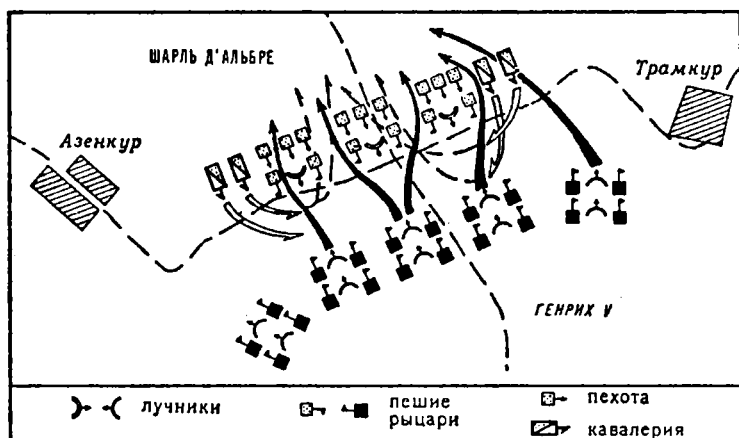 ШАРЛЬ Д'АЛЬБРЕ
Трамкур
Азенкур
ГЕНРИХ V
лучники
пешие
рыцари
пехота
кавалерия